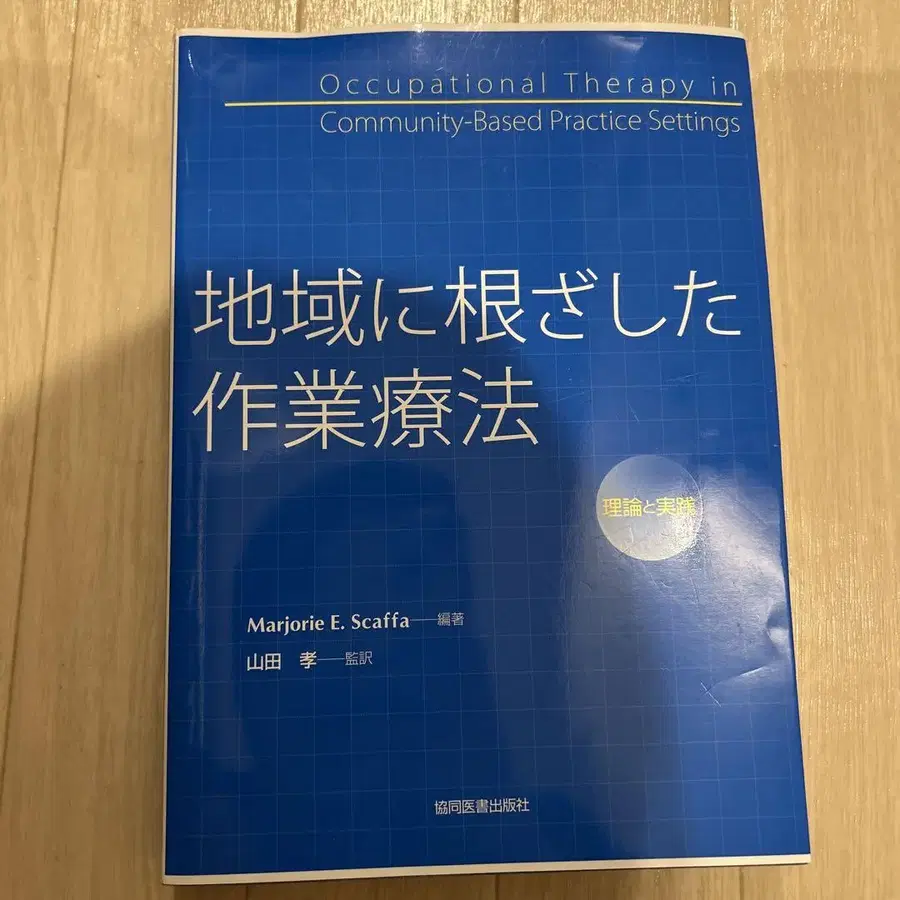 Occupational Therapy in
Community-Based Practice Settings
地域に根ざした
作業療法
理論と実践
Marjorie E. Scaffa──編著
山田 孝──監訳
協同医書出版社